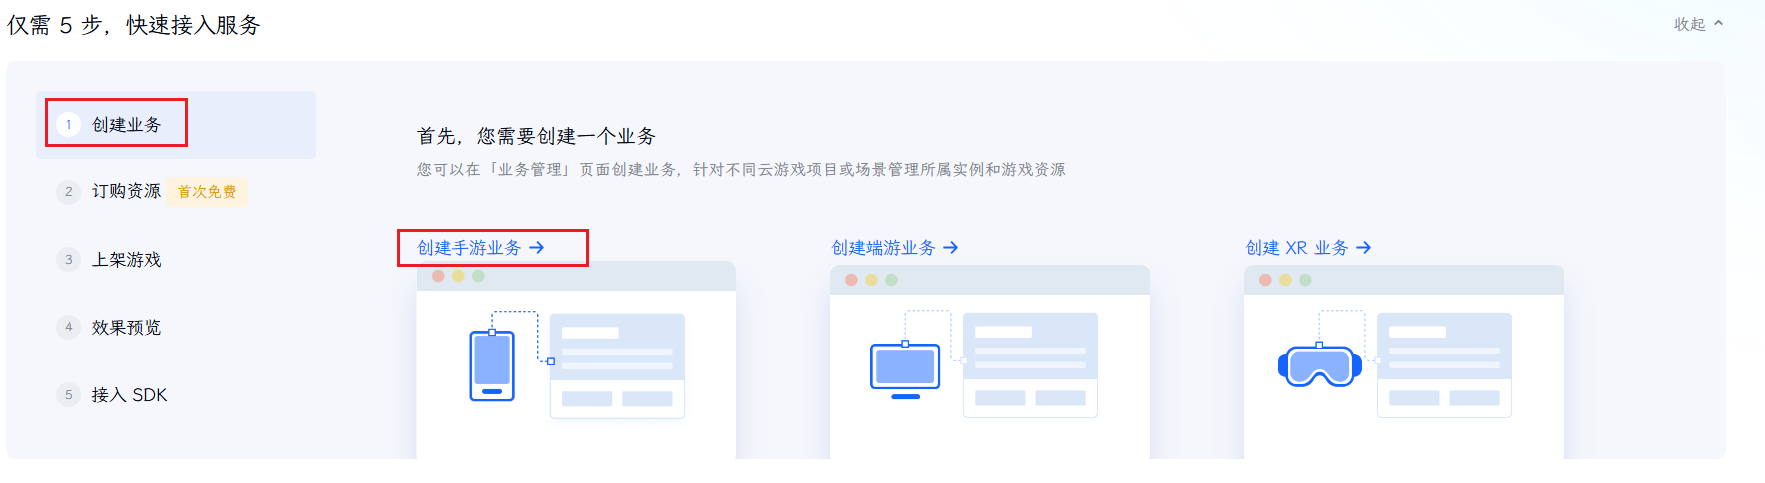 仅需 5 步，快速接入服务
收起
1 创建业务
2 订购资源 首次免费
3 上架游戏
4 效果预览
5 接入 SDK
首先，您需要创建一个业务
您可以在「业务管理」页面创建业务，针对不同云游戏项目或场景管理所属实例和游戏资源
创建手游业务 →
创建端游业务 →
创建 XR 业务 →